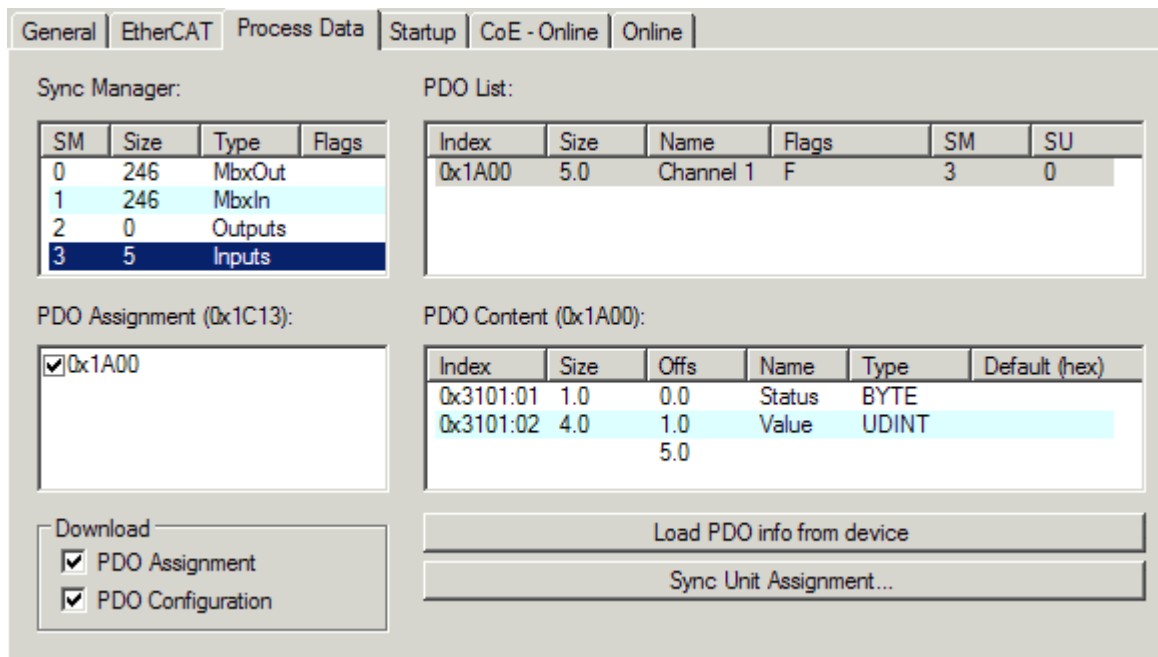 General EtherCAT Process Data Startup CoE - Online Online
Sync Manager:
SM Size Type Flags
0 246 MbxOut
1 246 MbxIn
2 0 Outputs
3 5 Inputs
PDO List:
Index Size Name Flags SM SU
0x1A00 5.0 Channel 1 F 3 0
PDO Assignment (0x1C13):
0x1A00
PDO Content (0x1A00):
Index Size Offs Name Type Default (hex)
0x3101:01 1.0 0.0 Status BYTE
0x3101:02 4.0 1.0 Value UDINT
5.0
Download
PDO Assignment
PDO Configuration
Load PDO info from device
Sync Unit Assignment...